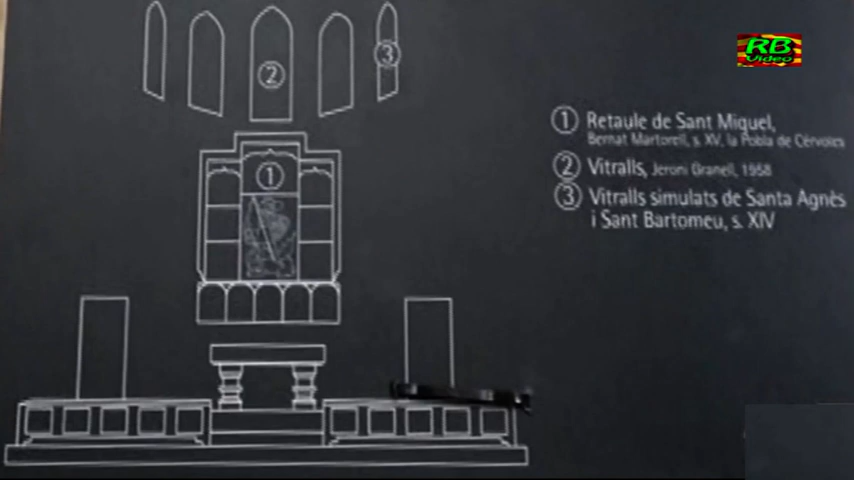 RB
Video
③
②
①
① Retaule de Sant Miquel,
Bernat Martorell, s. XV, la Pobla de Cérvoles
② Vitralls, Jeroni Granell, 1958
③ Vitralls simulats de Santa Agnès
i Sant Bartomeu, s. XIV